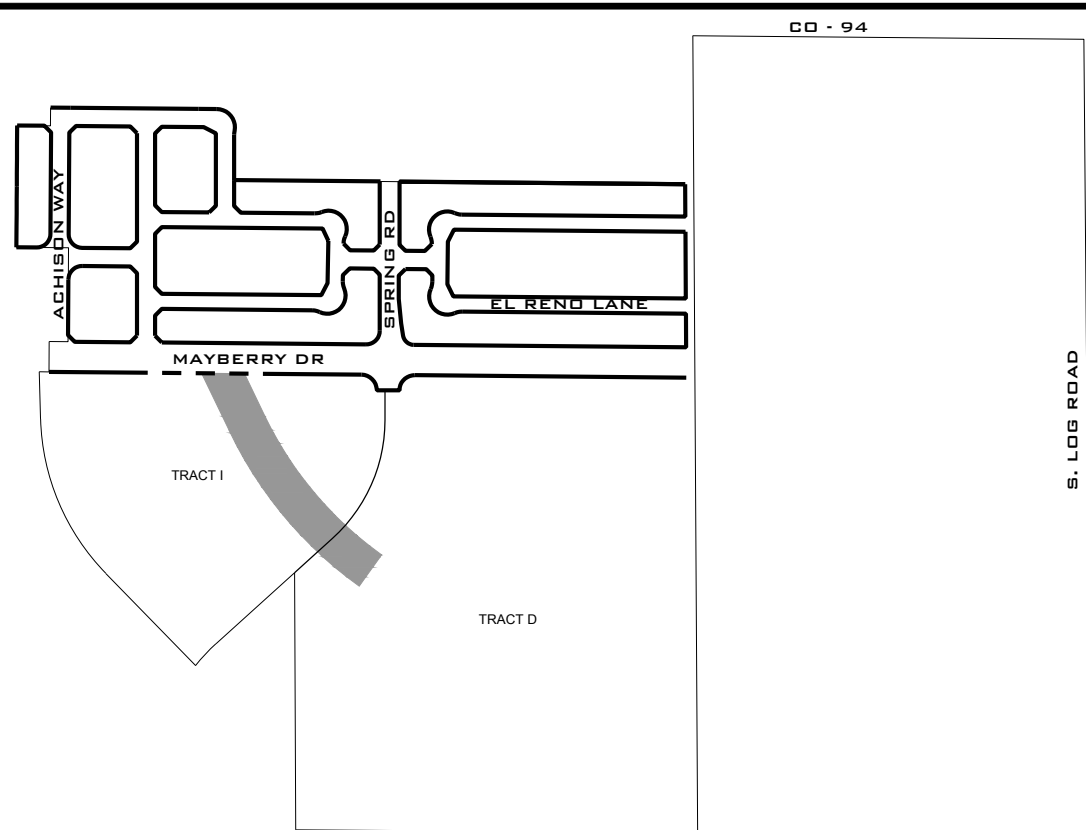 CO - 94
ACHISON WAY
SPRING RD
EL RENO LANE
MAYBERRY DR
S. LOG ROAD
TRACT I
TRACT D